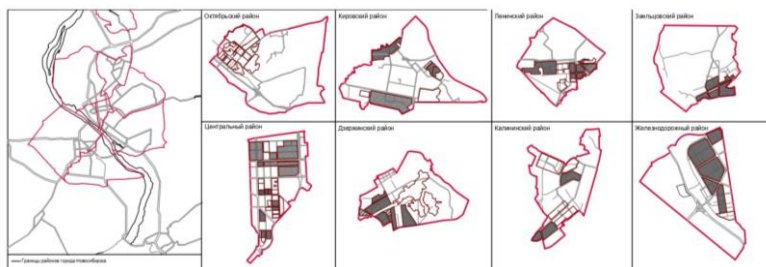 Октябрьский район
Кировский район
Ленинский район
Заельцовский район
Центральный район
Дзержинский район
Калининский район
Железнодорожный район
Границы районов города Новосибирска